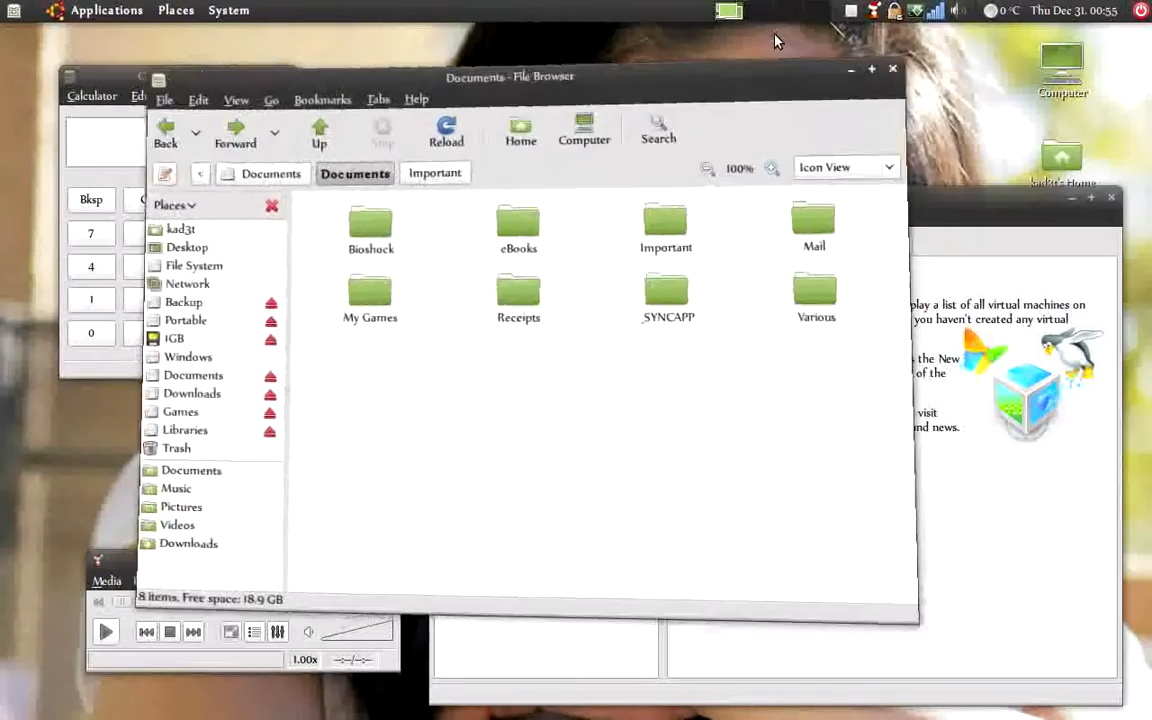 Applications Places System
0 °C Thu Dec 31, 00:55
Documents - File Browser
Calculator
File Edit View Go Bookmarks Tabs Help
Back Forward Up Stop Reload Home Computer Search
Documents Documents Important
100% Icon View
Places
kad3t
Desktop
File System
Network
Backup
Portable
1GB
Windows
Documents
Downloads
Games
Libraries
Trash
Documents
Music
Pictures
Videos
Downloads
Bioshock eBooks Important Mail
My Games Receipts _SYNCAPP Various
8 items, Free space: 18.9 GB
Bksp
7
4
1
0
Media
1.00x --:--/--:--
Computer
kad3t's Home
play a list of all virtual machines on
you haven't created any virtual
the New
of the
visit
and news.